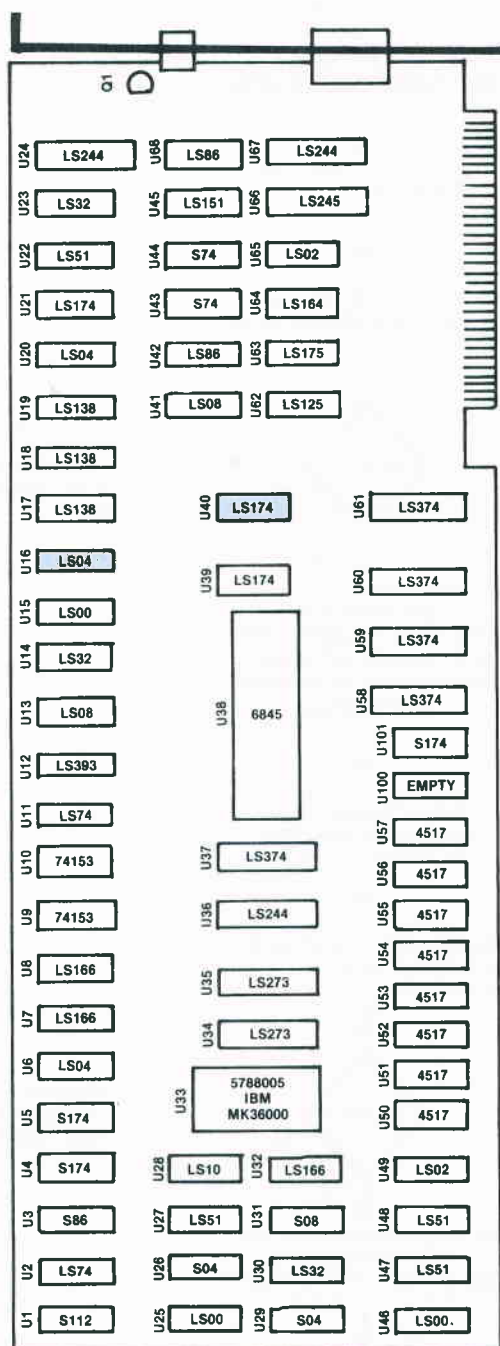 Q1
U24 LS244 U68 LS86 U67 LS244
U23 LS32 U45 LS151 U66 LS245
U22 LS51 U44 S74 U65 LS02
U21 LS174 U43 S74 U64 LS164
U20 LS04 U42 LS86 U63 LS175
U19 LS138 U41 LS08 U62 LS125
U18 LS138
U17 LS138 U40 LS174 U61 LS374
U16 LS04
U39 LS174 U60 LS374
U15 LS00
U59 LS374
U14 LS32
U38 6845
U58 LS374
U13 LS08
U101 S174
U12 LS393
U100 EMPTY
U11 LS74
U57 4517
U10 74153 U37 LS374
U56 4517
U9 74153 U36 LS244 U55 4517
U54 4517
U8 LS166
U35 LS273 U53 4517
U7 LS166
U34 LS273 U52 4517
U6 LS04 U51 4517
U33 5788005
IBM
MK36000
U5 S174 U50 4517
U4 S174 U28 LS10 U32 LS166 U49 LS02
U3 S86 U27 LS51 U31 S08 U48 LS51
U2 LS74 U26 S04 U30 LS32 U47 LS51
U1 S112 U25 LS00 U29 S04 U46 LS00.